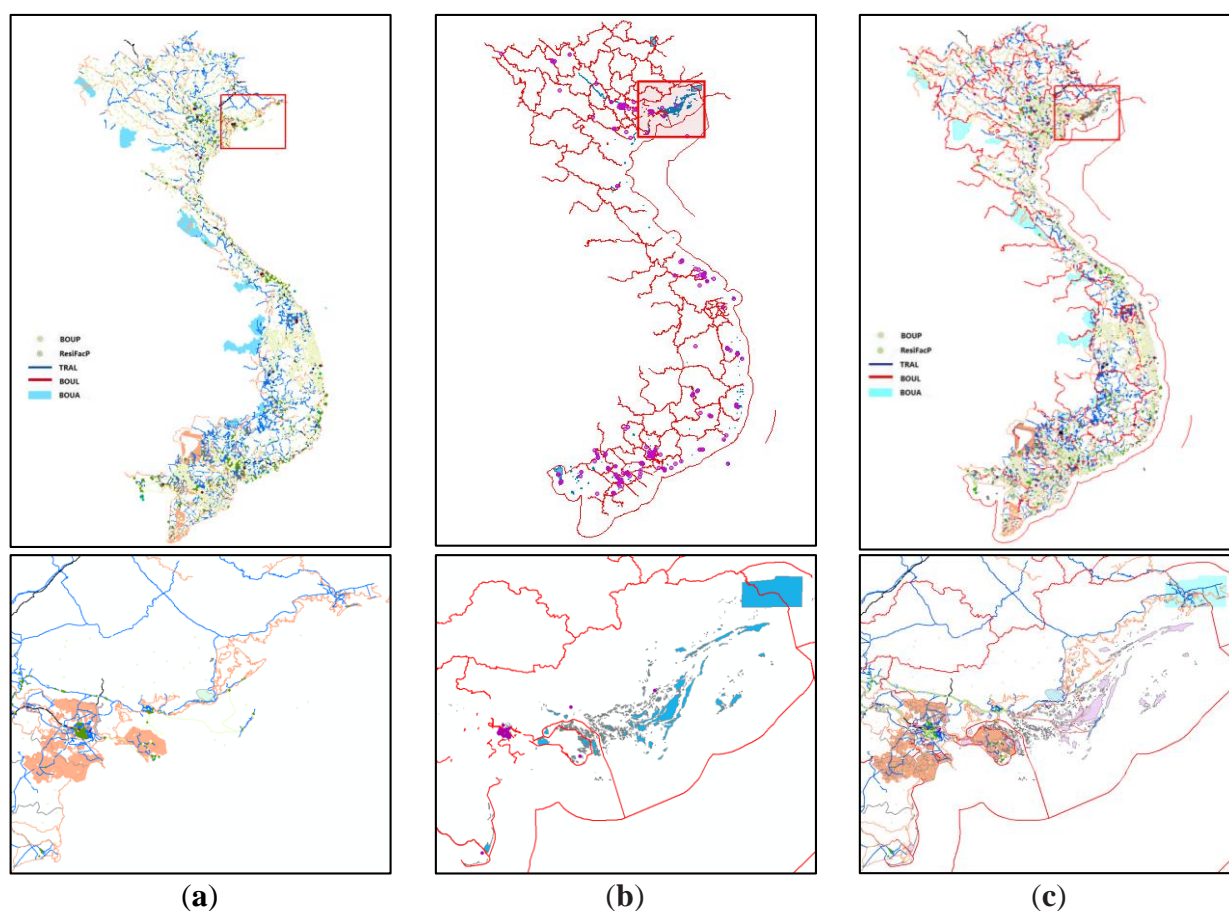 BOUP
ResiFacP
TRAL
BOUL
BOUA
BOUP
ResiFacP
TRAL
BOUL
BOUA
(a)
(b)
(c)